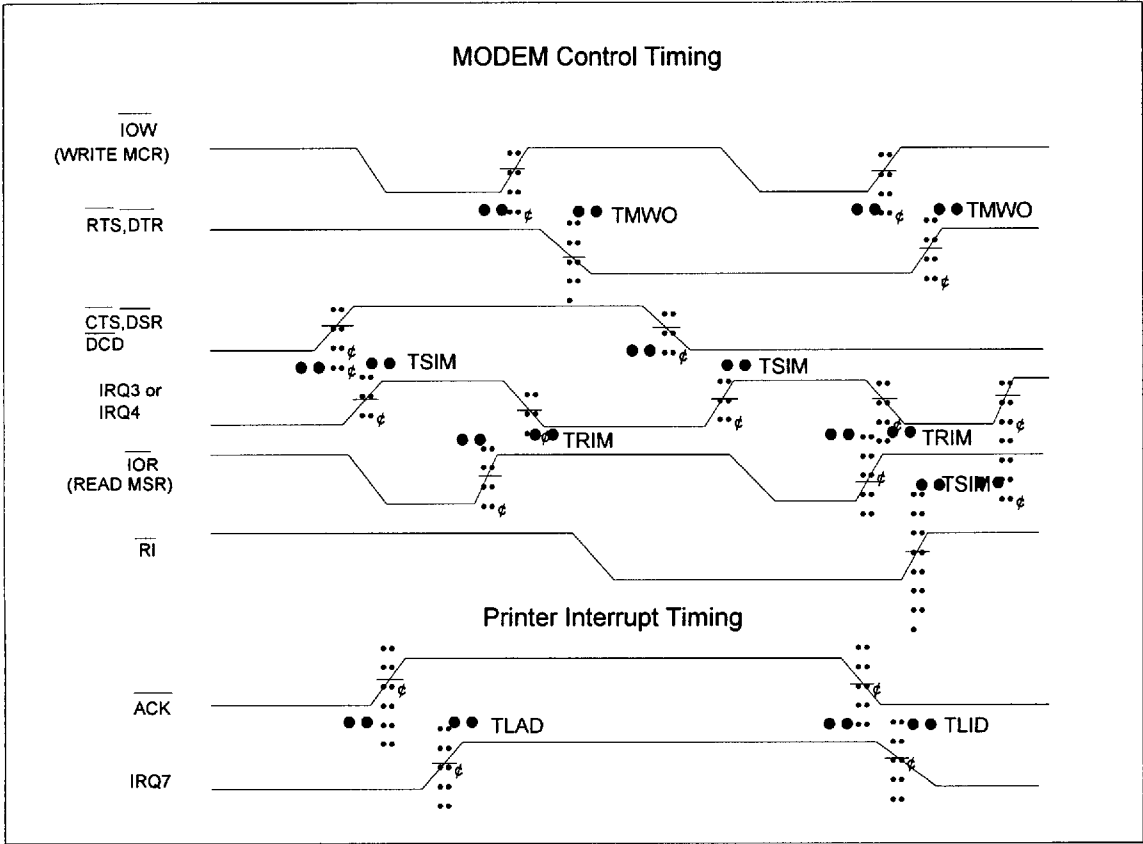 MODEM Control Timing
IOW
(WRITE MCR)
¢
¢
RTS,DTR
TMWO
TMWO
¢
CTS,DSR
DCD
¢
¢
¢
TSIM
TSIM
IRQ3 or
IRQ4
¢
¢
¢
¢
¢
TRIM
TRIM
IOR
(READ MSR)
¢
¢
TSIM
¢
RI
Printer Interrupt Timing
ACK
¢
¢
TLAD
TLID
IRQ7
¢
¢